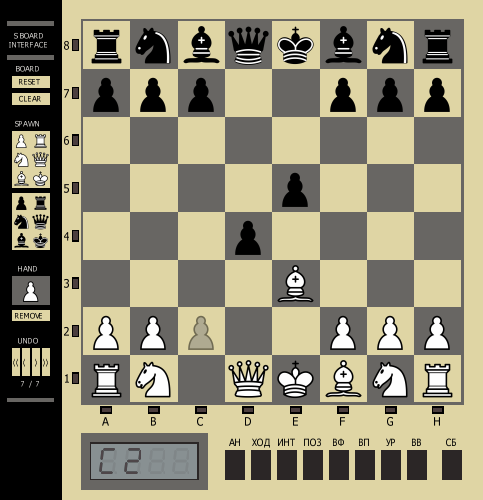 S BOARD
INTERFACE
BOARD
RESET
CLEAR
SPAWN
HAND
REMOVE
UNDO
7 / 7
8
7
6
5
4
3
2
1
A B C D E F G H
C2
АН ХОД ИНТ ПОЗ ВФ ВП УР ВВ СБ